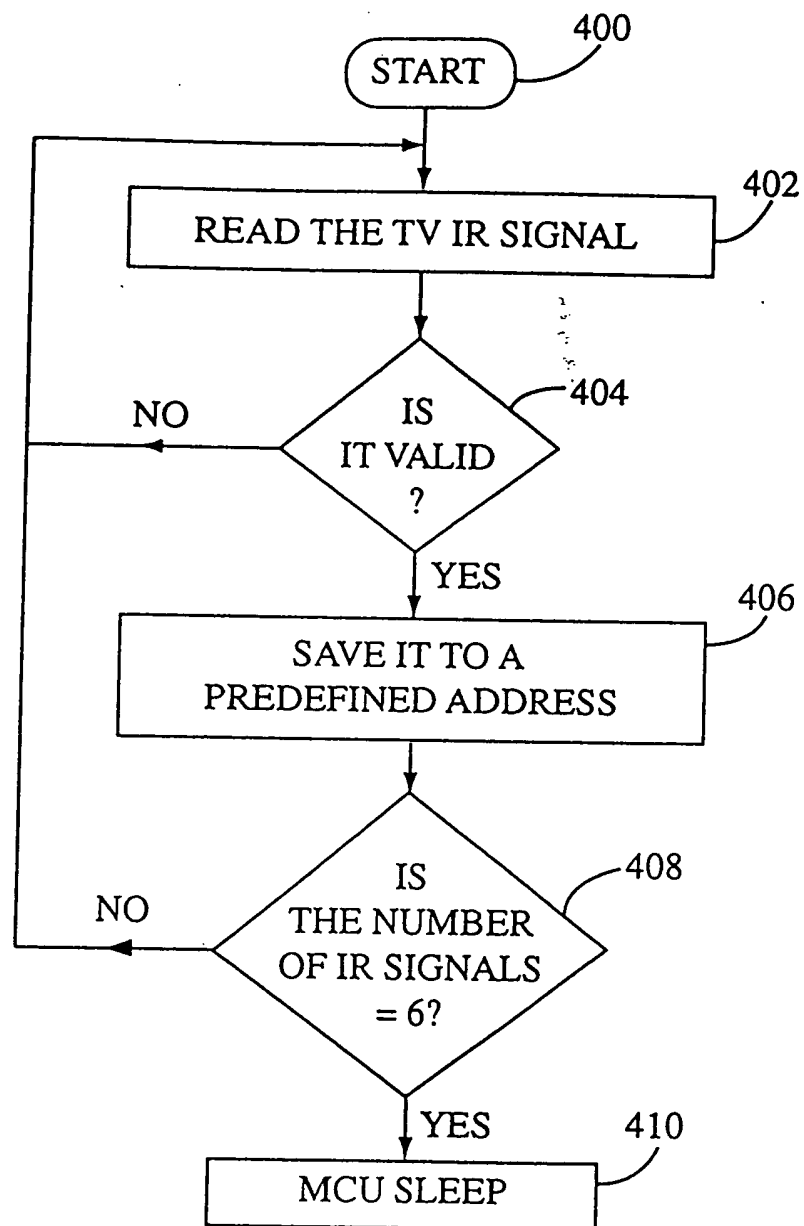 400
START
402
READ THE TV IR SIGNAL
404
NO
IS
IT VALID
?
YES
406
SAVE IT TO A
PREDEFINED ADDRESS
408
NO
IS
THE NUMBER
OF IR SIGNALS
= 6?
YES
410
MCU SLEEP